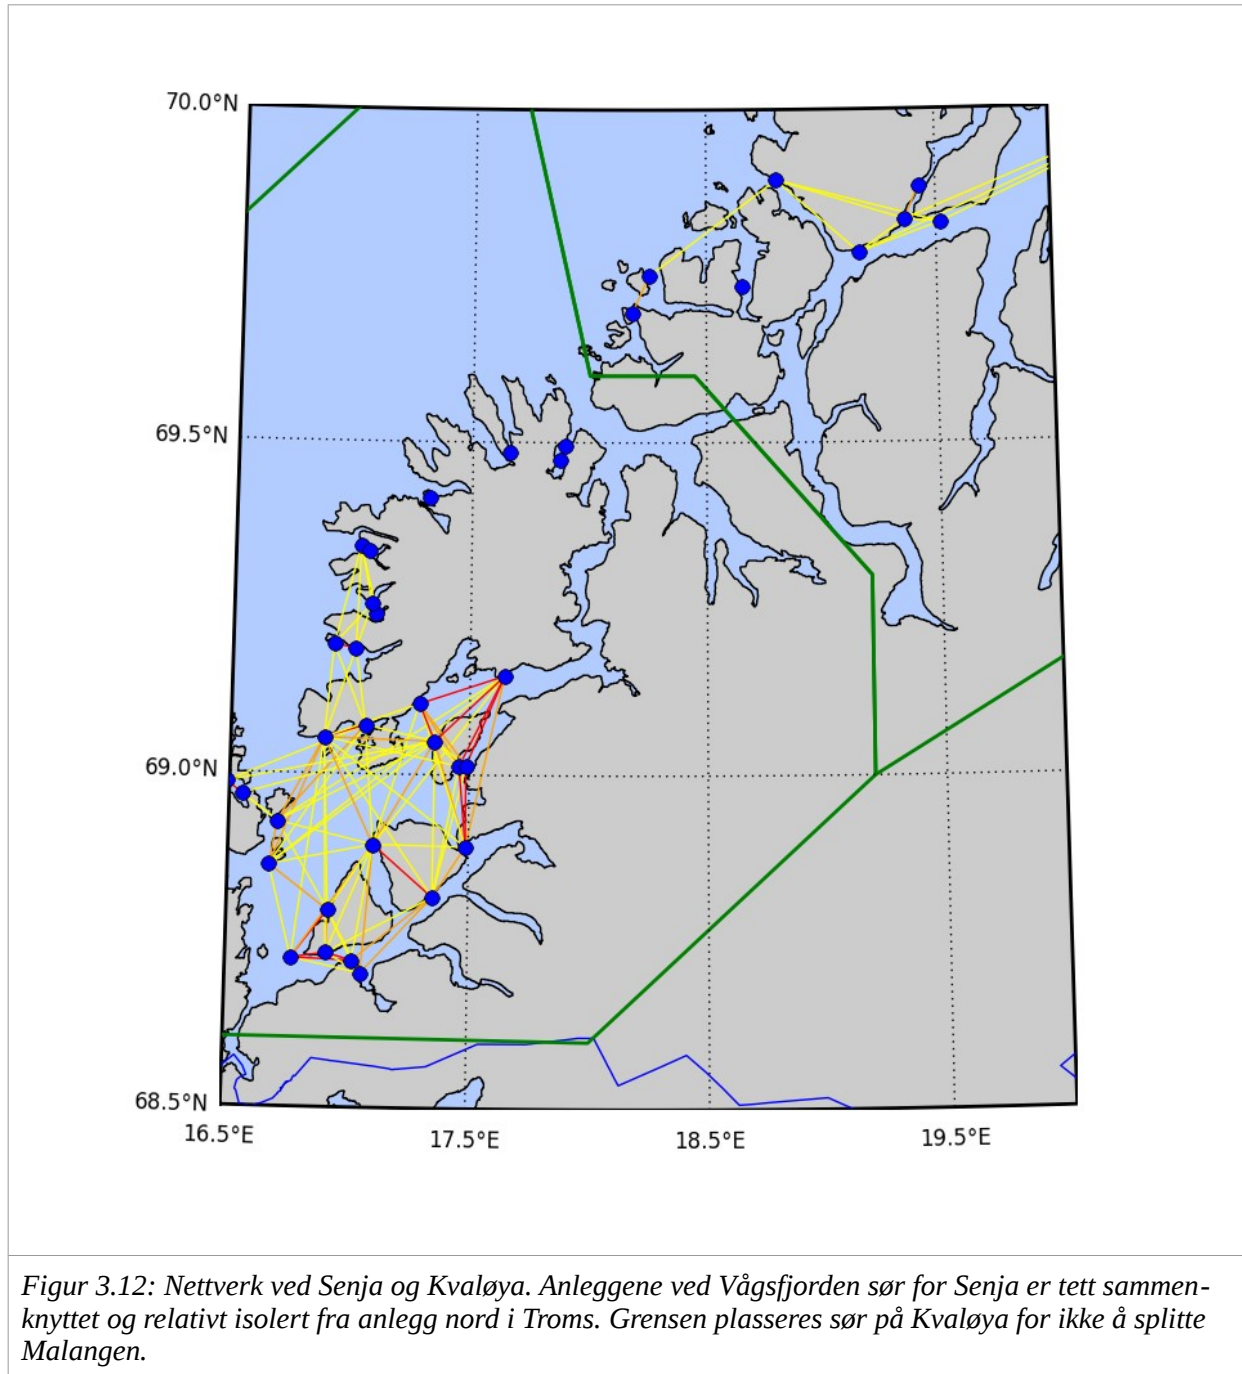 70.0°N
69.5°N
69.0°N
68.5°N
16.5°E
17.5°E
18.5°E
19.5°E
Figur 3.12: Nettverk ved Senja og Kvaløya. Anleggene ved Vågsfjorden sør for Senja er tett sammen-
knyttet og relativt isolert fra anlegg nord i Troms. Grensen plasseres sør på Kvaløya for ikke å splitte
Malangen.